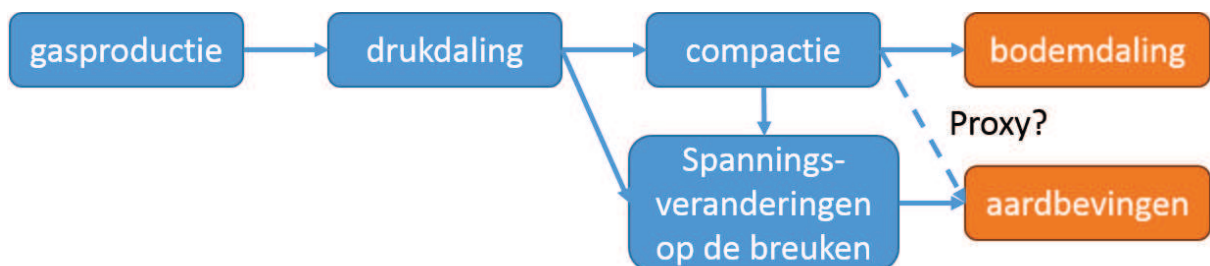 gasproductie
drukdaling
compactie
bodemdaling
Proxy?
Spannings-
veranderingen
op de breuken
aardbevingen